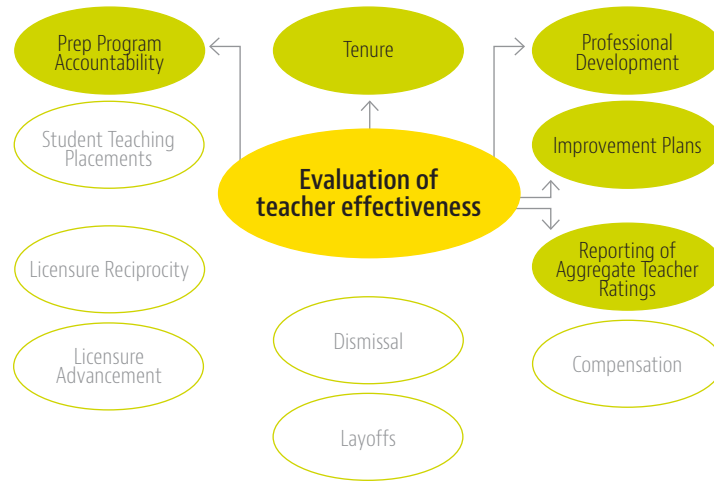 Prep Program
Accountability
Tenure
Professional
Development
Student Teaching
Placements
Improvement Plans
Evaluation of
teacher effectiveness
Licensure Reciprocity
Reporting of
Aggregate Teacher
Ratings
Dismissal
Licensure
Advancement
Compensation
Layoffs